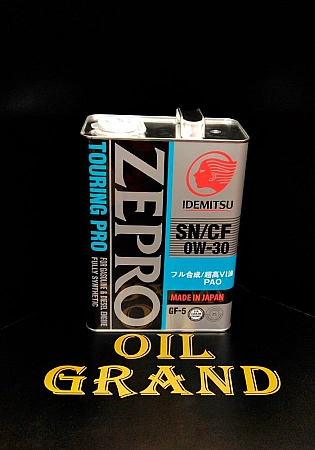 ZEPRO
TOURING PRO
FOR GASOLINE & DIESEL ENGINE
FULLY SYNTHETIC
IDEMITSU
SN/CF
0W-30
フル合成/超高VI油
PAO
MADE IN JAPAN
GF-5
OIL
GRAND